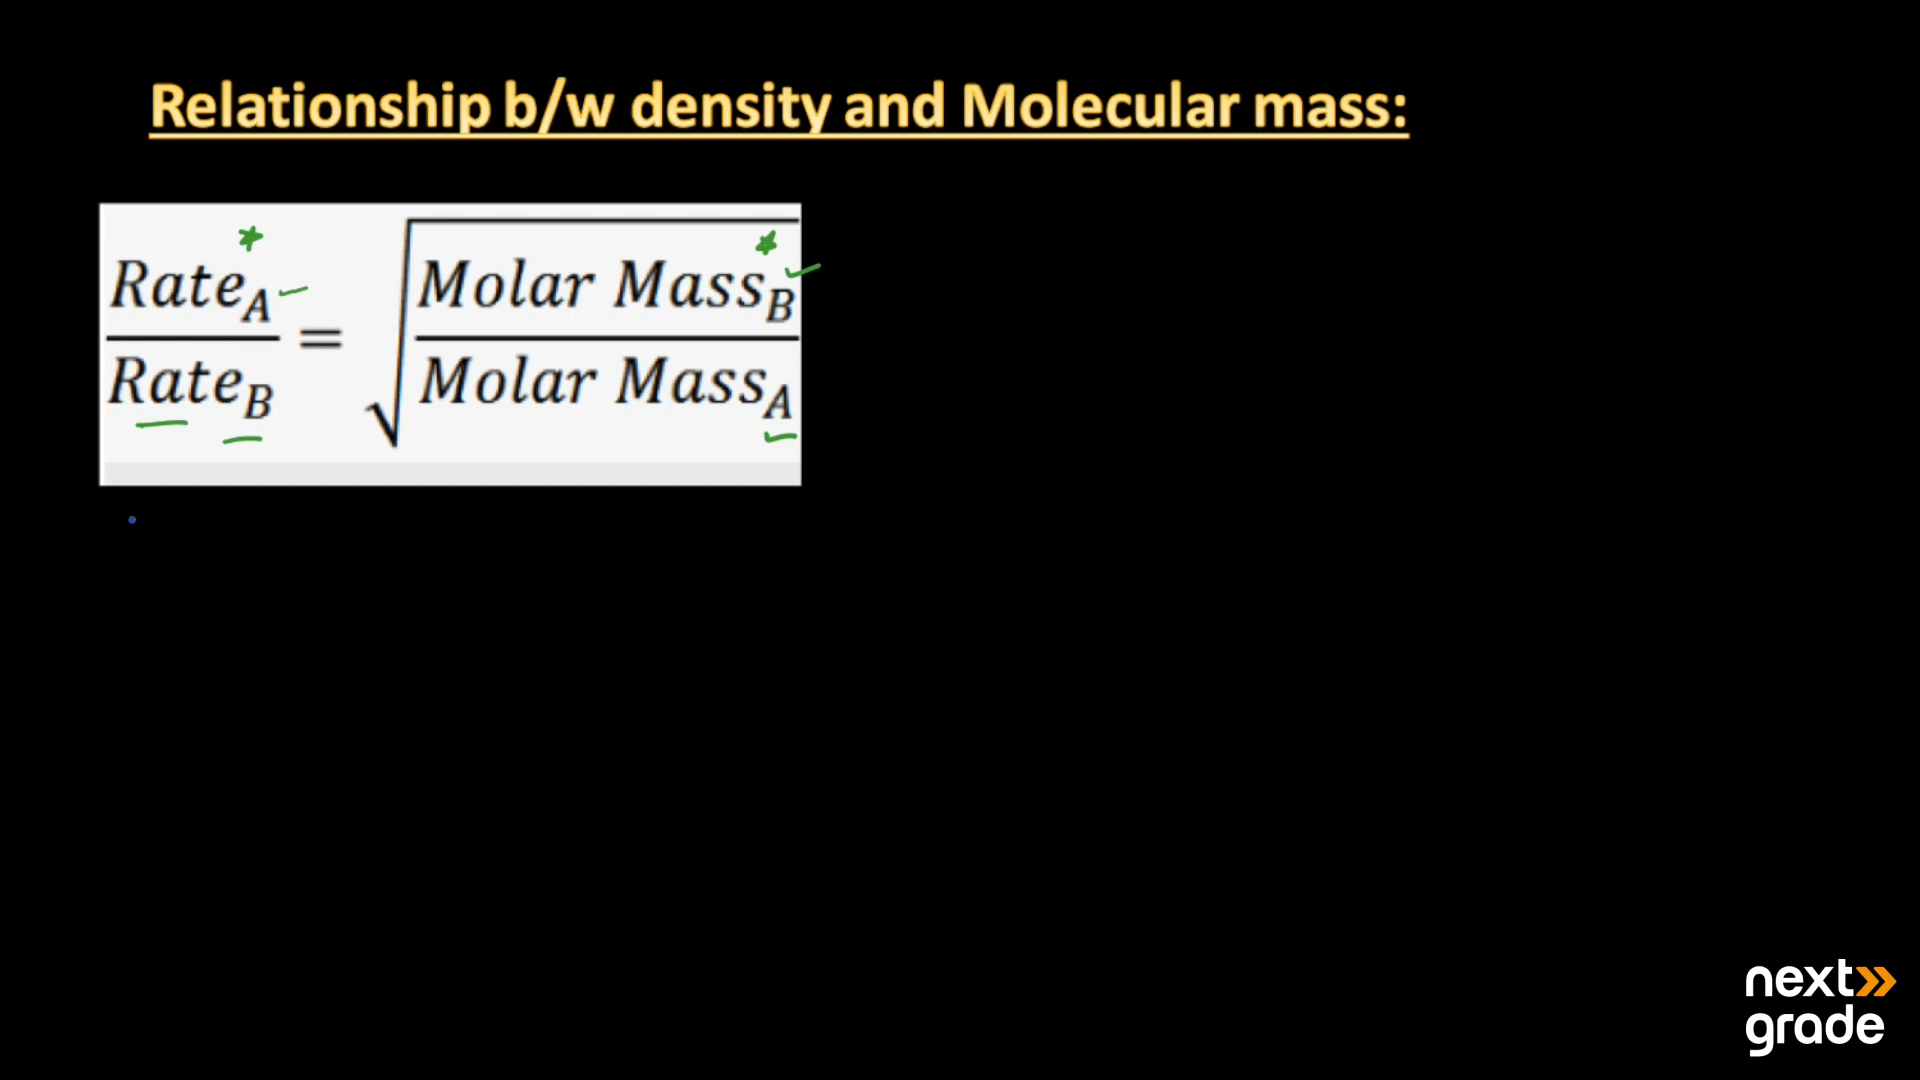 Relationship b/w density and Molecular mass:
Rate_A / Rate_B = √(Molar Mass_B / Molar Mass_A)
next
grade